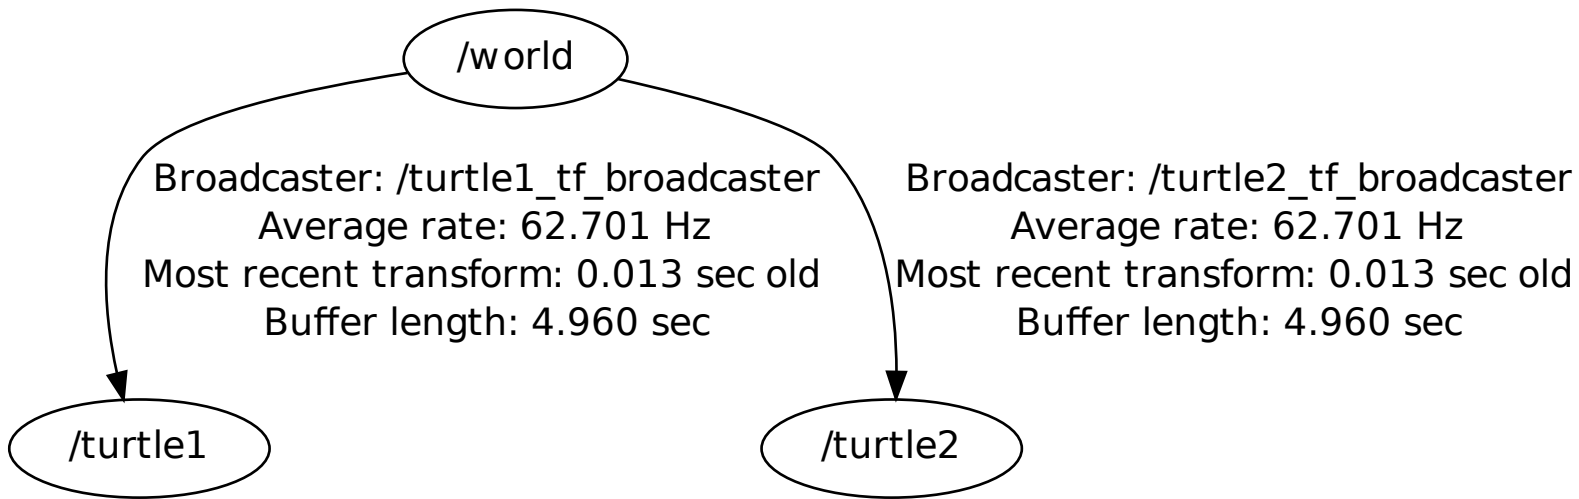 /world
Broadcaster: /turtle1_tf_broadcaster
Average rate: 62.701 Hz
Most recent transform: 0.013 sec old
Buffer length: 4.960 sec
Broadcaster: /turtle2_tf_broadcaster
Average rate: 62.701 Hz
Most recent transform: 0.013 sec old
Buffer length: 4.960 sec
/turtle1
/turtle2